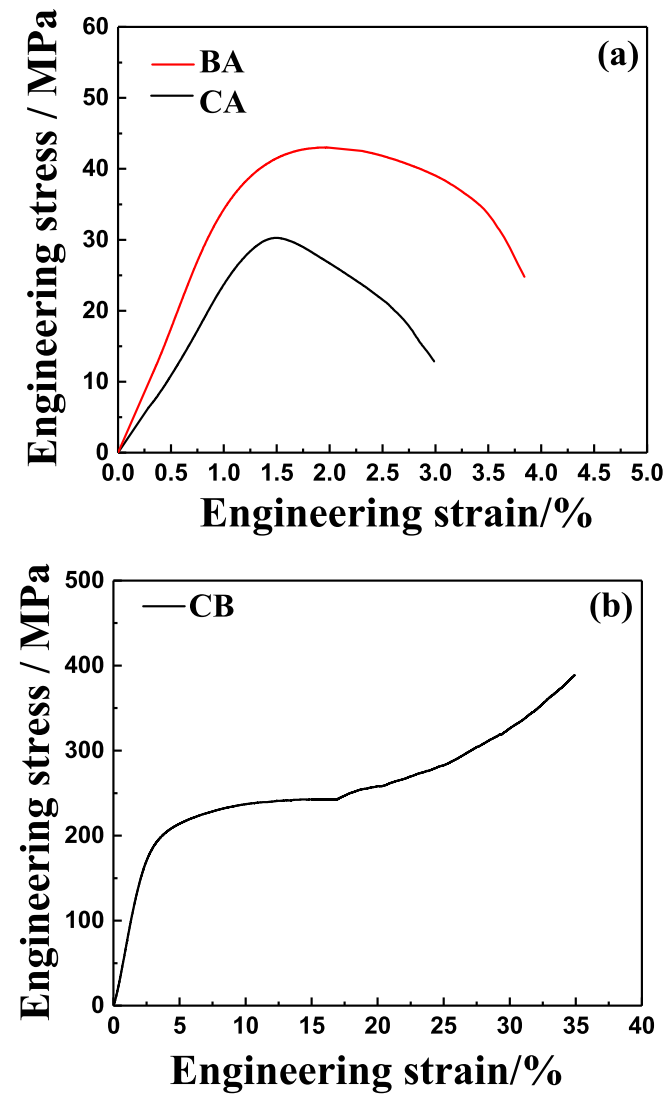 Engineering stress / MPa
60
50
40
30
20
10
0
BA
CA
(a)
0.0 0.5 1.0 1.5 2.0 2.5 3.0 3.5 4.0 4.5 5.0
Engineering strain/%
Engineering stress / MPa
500
400
300
200
100
0
CB
(b)
0 5 10 15 20 25 30 35 40
Engineering strain/%